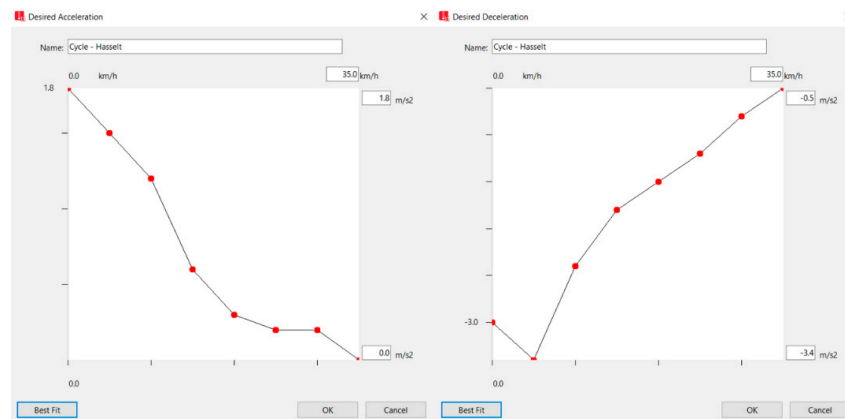 Desired Acceleration
Name: Cycle - Hasselt
0.0 km/h 35.0 km/h
1.8
1.8 m/s2
0.0 m/s2
0.0
Best Fit OK Cancel
Desired Deceleration
Name: Cycle - Hasselt
0.0 km/h 35.0 km/h
-0.5 m/s2
-3.0
-3.4 m/s2
0.0
Best Fit OK Cancel